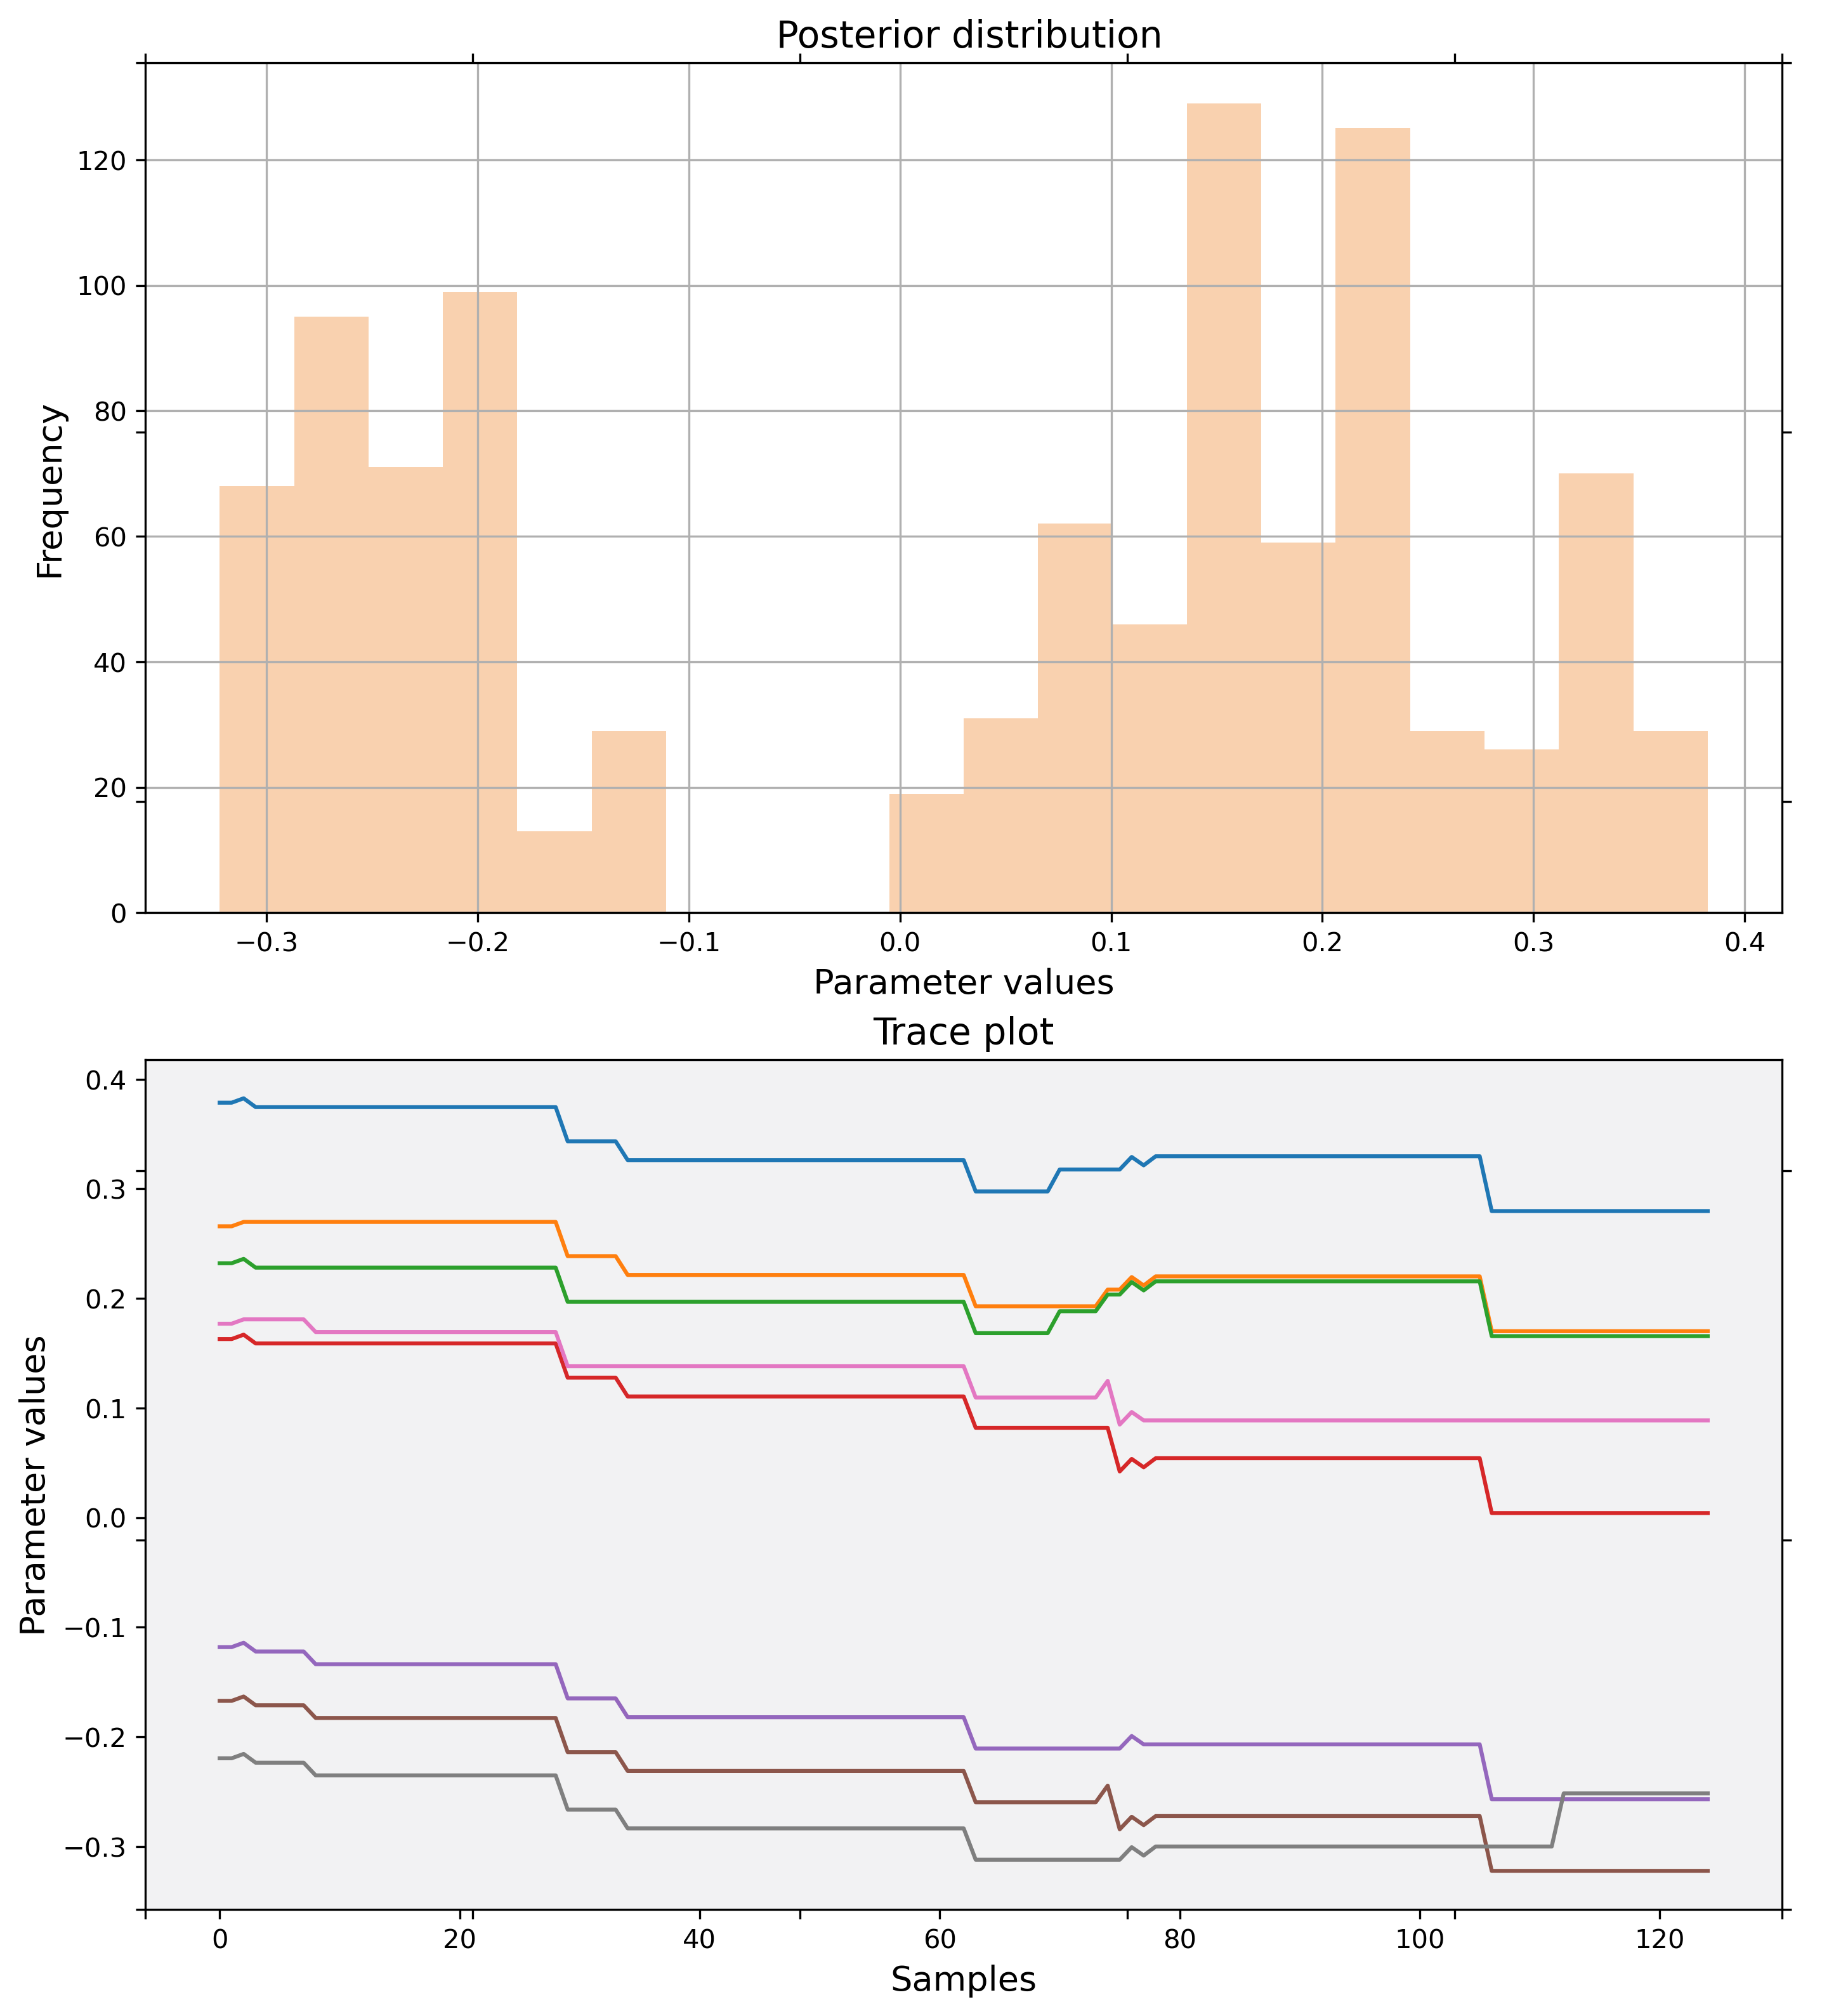 Posterior distribution
120
100
80
60
40
20
0
Frequency
−0.3 −0.2 −0.1 0.0 0.1 0.2 0.3 0.4
Parameter values
Trace plot
0.4
0.3
0.2
0.1
0.0
−0.1
−0.2
−0.3
Parameter values
0 20 40 60 80 100 120
Samples